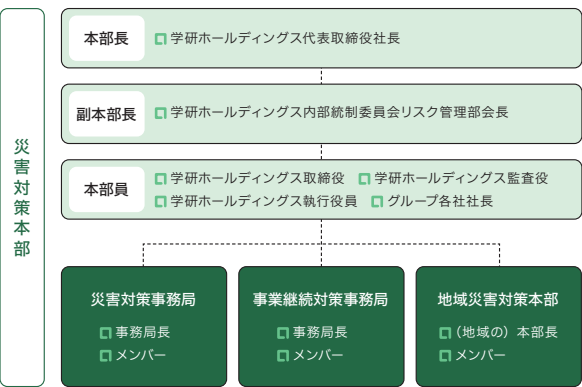 災害対策本部
本部長
学研ホールディングス代表取締役社長
副本部長
学研ホールディングス内部統制委員会リスク管理部会長
本部員
学研ホールディングス取締役 学研ホールディングス監査役
学研ホールディングス執行役員 グループ各社社長
災害対策事務局
事務局長
メンバー
事業継続対策事務局
事務局長
メンバー
地域災害対策本部
（地域の）本部長
メンバー